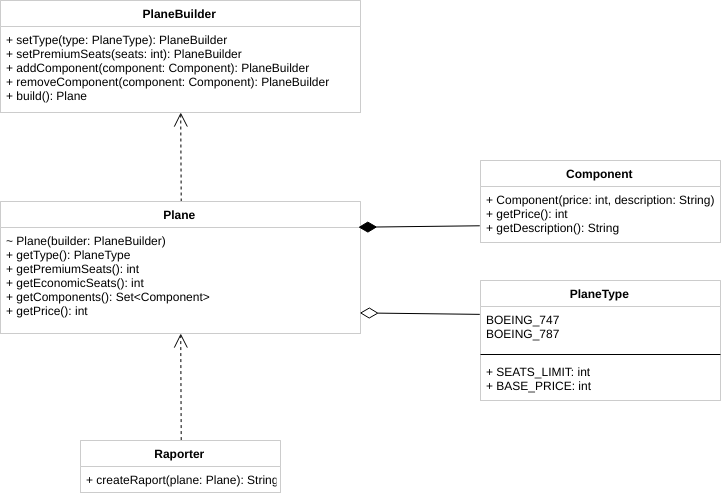 PlaneBuilder
+ setType(type: PlaneType): PlaneBuilder
+ setPremiumSeats(seats: int): PlaneBuilder
+ addComponent(component: Component): PlaneBuilder
+ removeComponent(component: Component): PlaneBuilder
+ build(): Plane
Plane
~ Plane(builder: PlaneBuilder)
+ getType(): PlaneType
+ getPremiumSeats(): int
+ getEconomicSeats(): int
+ getComponents(): Set<Component>
+ getPrice(): int
Component
+ Component(price: int, description: String)
+ getPrice(): int
+ getDescription(): String
PlaneType
BOEING_747
BOEING_787
+ SEATS_LIMIT: int
+ BASE_PRICE: int
Raporter
+ createRaport(plane: Plane): String